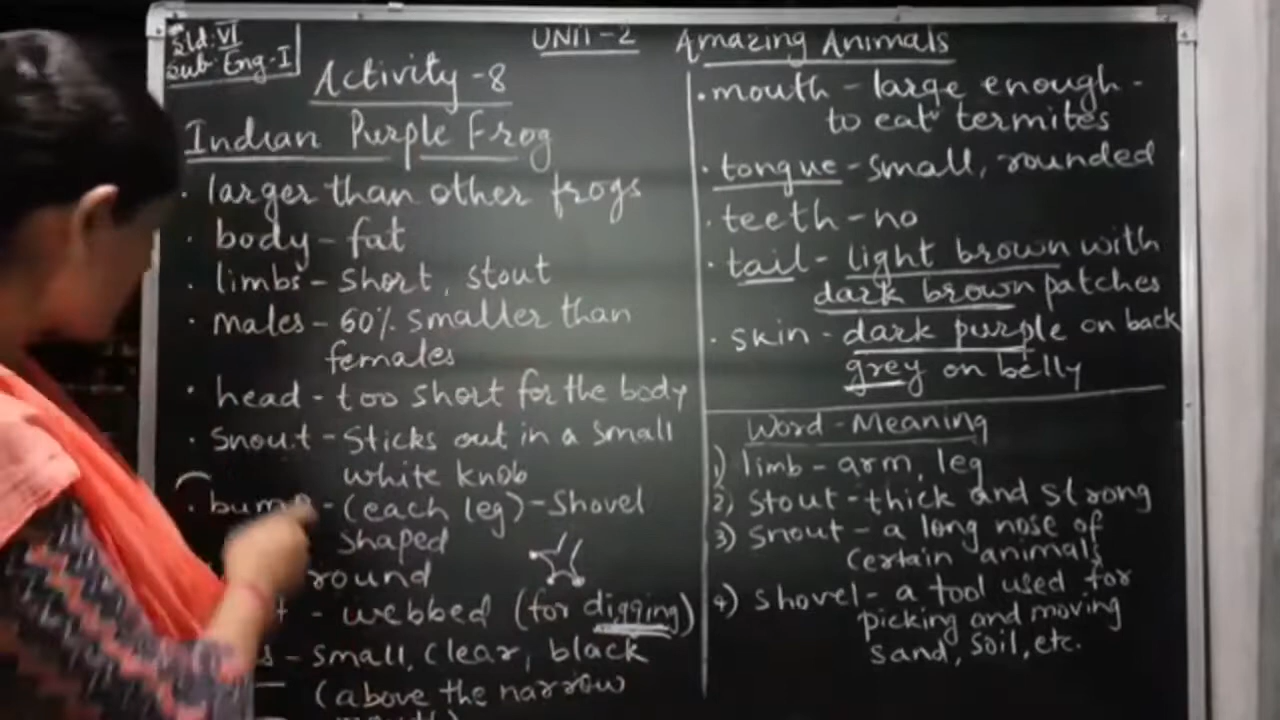 Std: VI
Sub: Eng-I
UNIT-2 Amazing Animals
Activity-8
Indian Purple Frog
· larger than other frogs
· body - fat
· limbs - short, stout
· males - 60% smaller than
females
· head - too short for the body
· snout - sticks out in a small
white knob
· bump - (each leg) - shovel
shaped
round
- webbed (for digging)
- small, clear, black
(above the narrow
· mouth - large enough -
to eat termites
· tongue - small, rounded
· teeth - no
· tail - light brown with
dark brown patches
· skin - dark purple on back
grey on belly
Word-Meaning
1) limb - arm, leg
2) stout - thick and strong
3) snout - a long nose of
certain animals
4) shovel - a tool used for
picking and moving
sand, soil, etc.